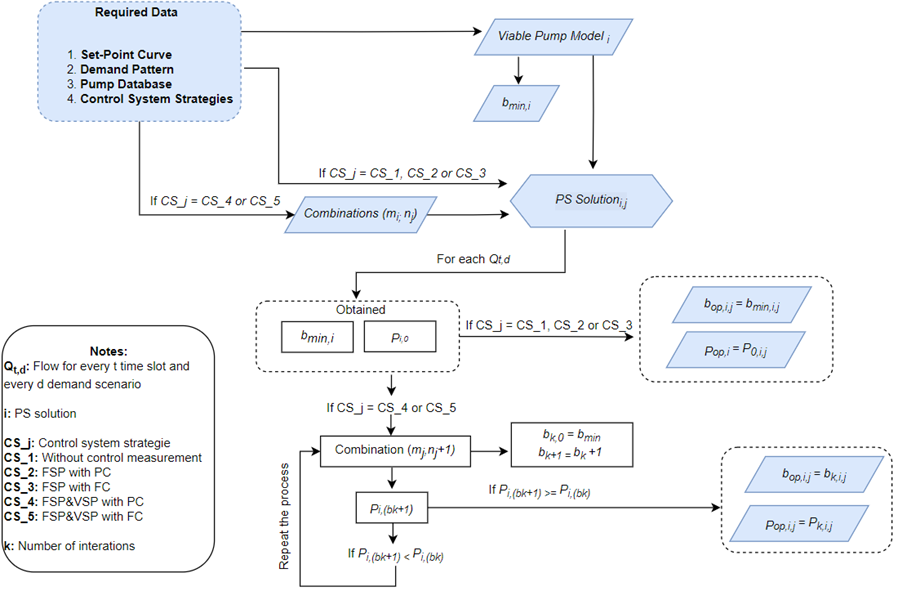 Required Data
1. Set-Point Curve
2. Demand Pattern
3. Pump Database
4. Control System Strategies
Viable Pump Model i
bmin,i
If CS_j = CS_1, CS_2 or CS_3
If CS_j = CS_4 or CS_5
Combinations (mi; nj)
PS Solutioni,j
For each Qt,d
Obtained
bmin,i
Pi,0
If CS_j = CS_1, CS_2 or CS_3
bop,i,j = bmin,i,j
Pop,i = P0,i,j
If CS_j = CS_4 or CS_5
Combination (mj,nj+1)
bk,0 = bmin
bk+1 = bk +1
Repeat the process
Pi,(bk+1)
If Pi,(bk+1) >= Pi,(bk)
If Pi,(bk+1) < Pi,(bk)
bop,i,j = bk,i,j
Pop,i,j = Pk,i,j
Notes:
Qt,d: Flow for every t time slot and
every d demand scenario
i: PS solution
CS_j: Control system strategie
CS_1: Without control measurement
CS_2: FSP with PC
CS_3: FSP with FC
CS_4: FSP&VSP with PC
CS_5: FSP&VSP with FC
k: Number of interations